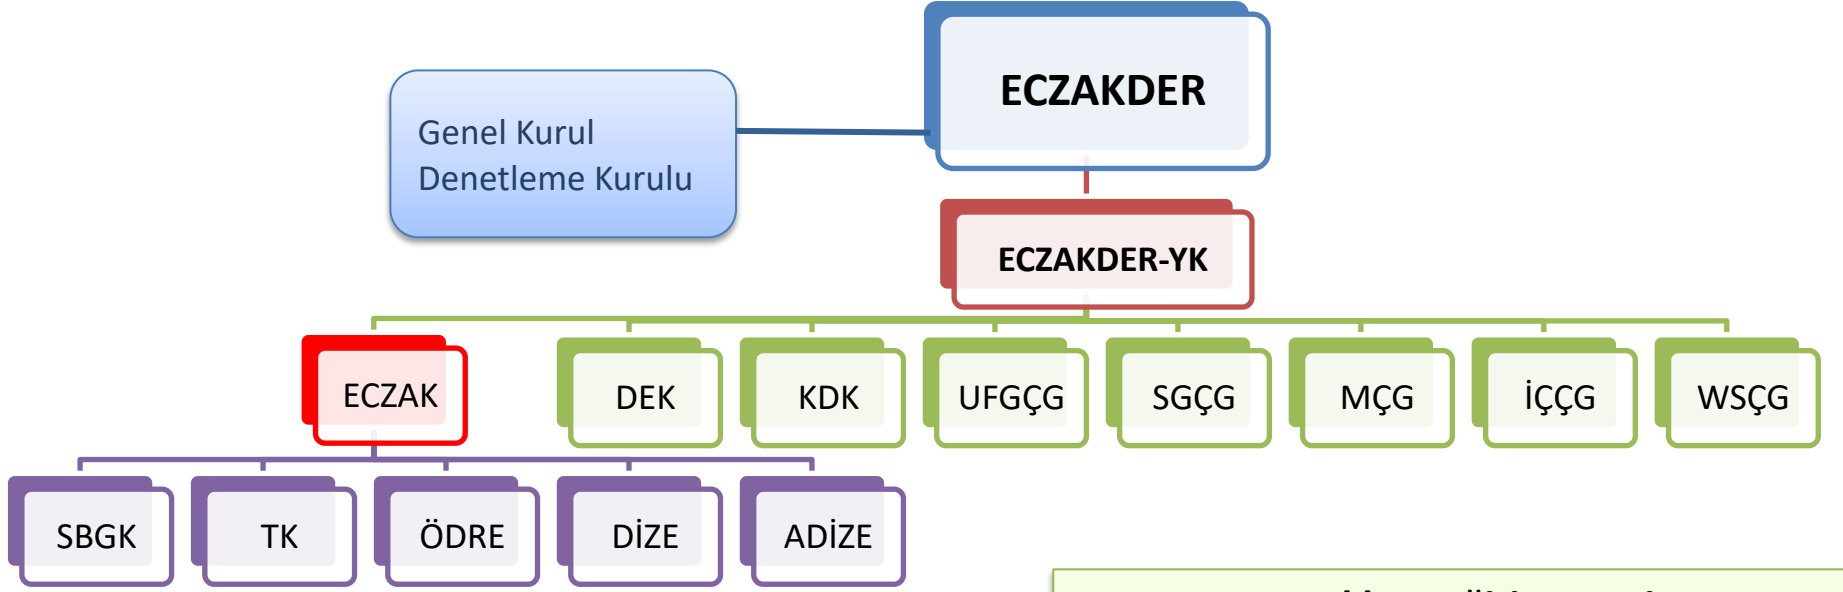 ECZAKDER
Genel Kurul
Denetleme Kurulu
ECZAKDER-YK
ECZAK
DEK
KDK
UFGÇG
SGÇG
MÇG
İÇÇG
WSÇG
SBGK
TK
ÖDRE
DİZE
ADİZE